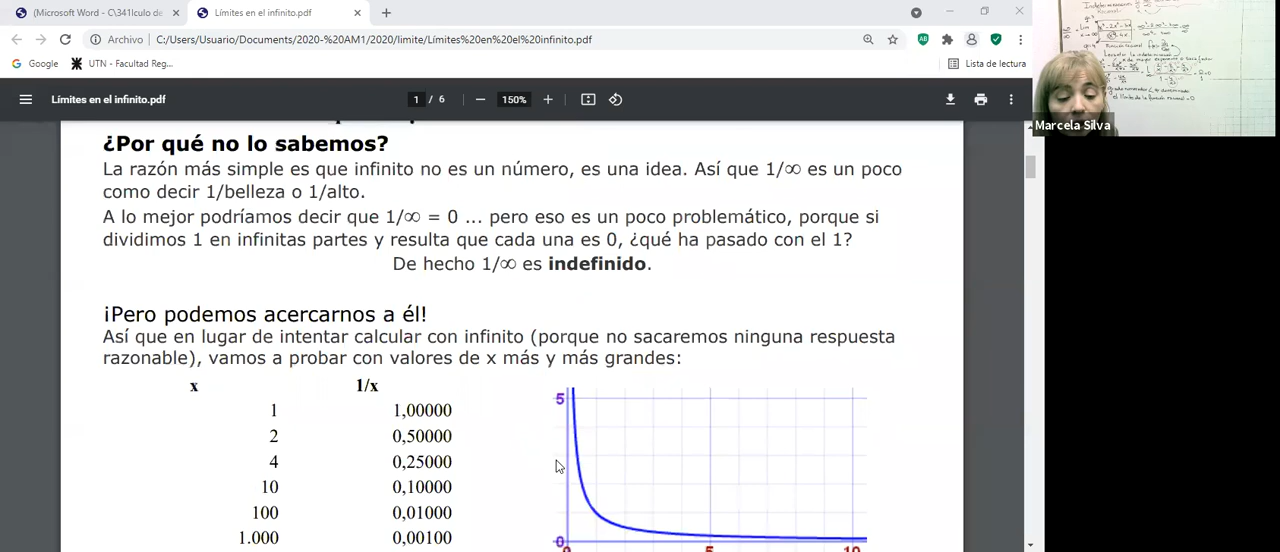 (Microsoft Word - C\341lculo de
Límites en el infinito.pdf
Archivo
C:/Users/Usuario/Documents/2020-%20AM1/2020/Limites/Límites%20en%20el%20infinito.pdf
Google
UTN - Facultad Reg...
Lista de lectura
Límites en el infinito.pdf
1 / 6
150%
Marcela Silva
¿Por qué no lo sabemos?
La razón más simple es que infinito no es un número, es una idea. Así que 1/∞ es un poco
como decir 1/belleza o 1/alto.
A lo mejor podríamos decir que 1/∞ = 0 ... pero eso es un poco problemático, porque si
dividimos 1 en infinitas partes y resulta que cada una es 0, ¿qué ha pasado con el 1?
De hecho 1/∞ es indefinido.
¡Pero podemos acercarnos a él!
Así que en lugar de intentar calcular con infinito (porque no sacaremos ninguna respuesta
razonable), vamos a probar con valores de x más y más grandes:
x 1/x
1 1,00000
2 0,50000
4 0,25000
10 0,10000
100 0,01000
1.000 0,00100
5
0
0 5 10